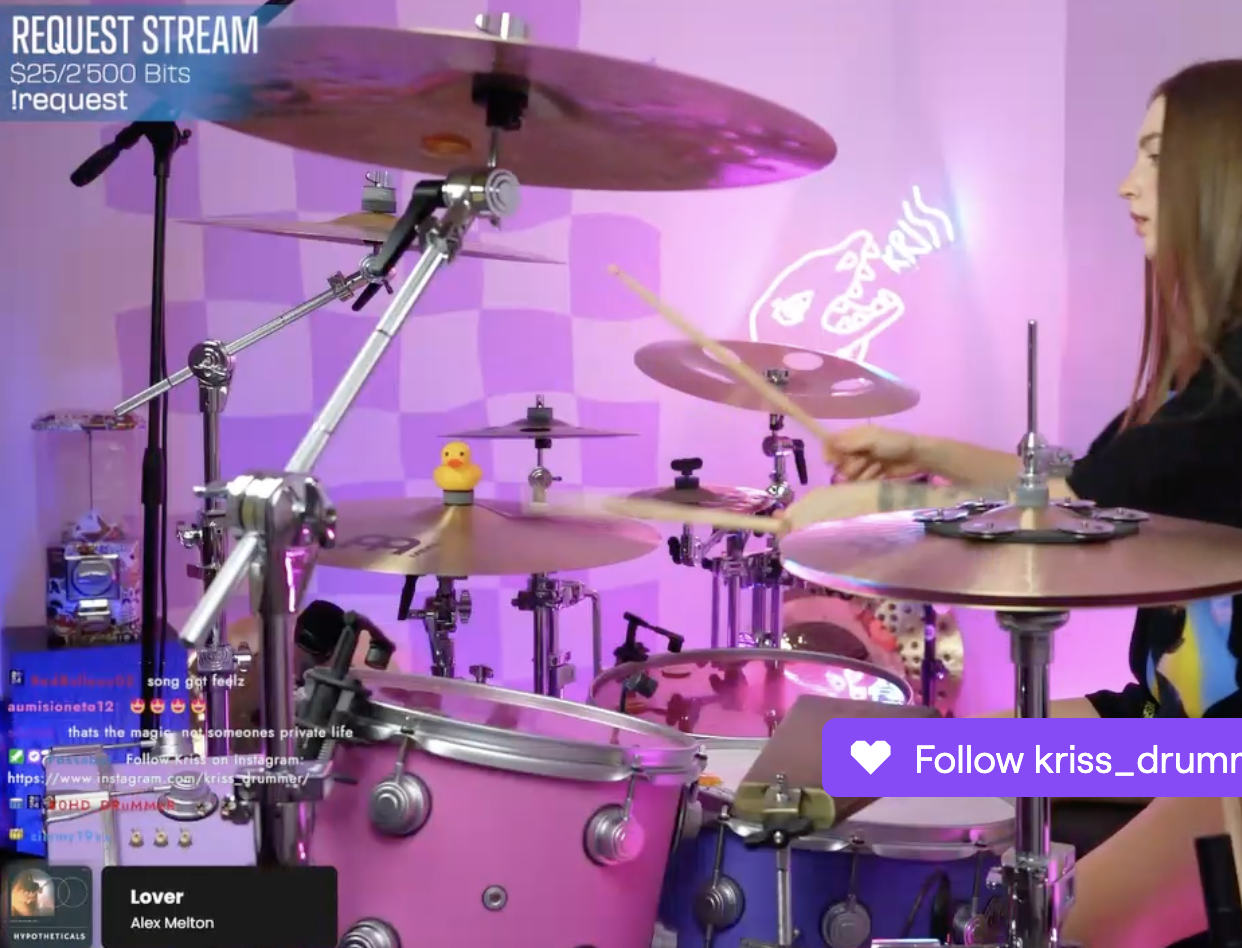 REQUEST STREAM
$25/2'500 Bits
!request
KRISS
song got feelz
aumisioneta12
thats the magic not someones private life
Follow Kriss on Instagram:
https://www.instagram.com/kriss_drummer/
Follow kriss_drumm
Lover
Alex Melton
HYPOTHETICALS